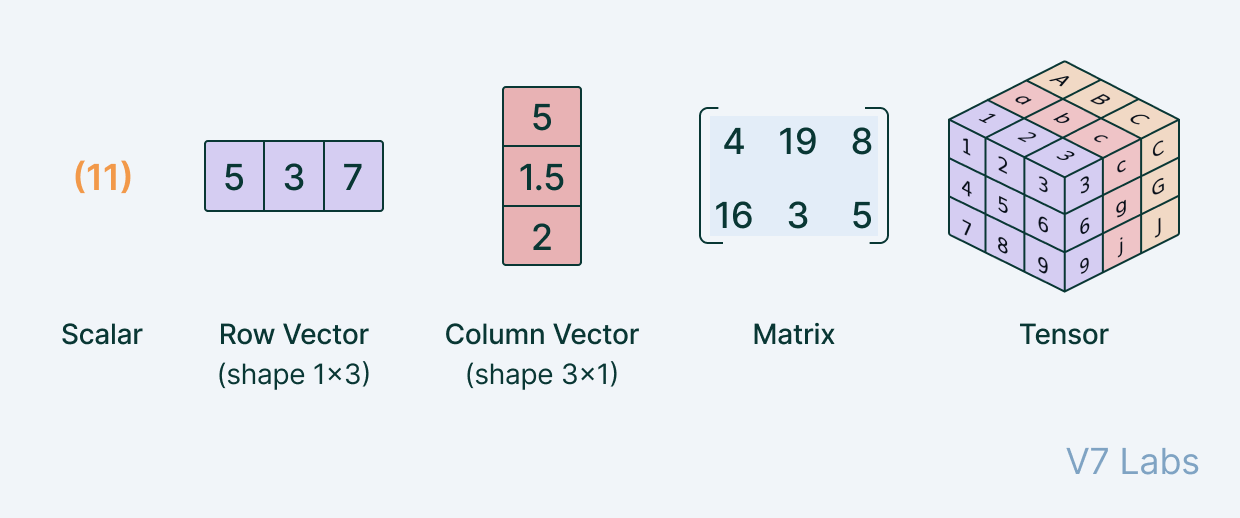 (11)
5 3 7
5
1.5
2
4 19 8
16 3 5
A
a B
1 b C
2 c
3
1 2 3 3 c C
4 5 6 6 g G
7 8 9 9 j J
Scalar
Row Vector
(shape 1×3)
Column Vector
(shape 3×1)
Matrix
Tensor
V7 Labs